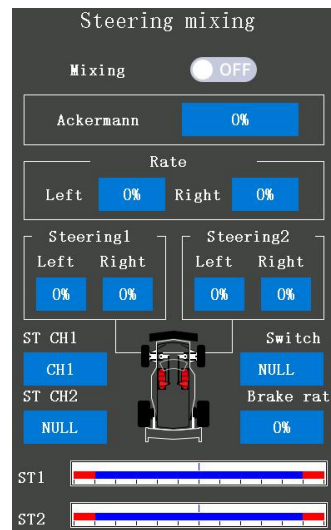 Steering mixing
Mixing OFF
Ackermann 0%
Rate
Left 0% Right 0%
Steering1 Steering2
Left Right Left Right
0% 0% 0% 0%
ST CH1 Switch
CH1 NULL
ST CH2 Brake rat
NULL 0%
ST1
ST2